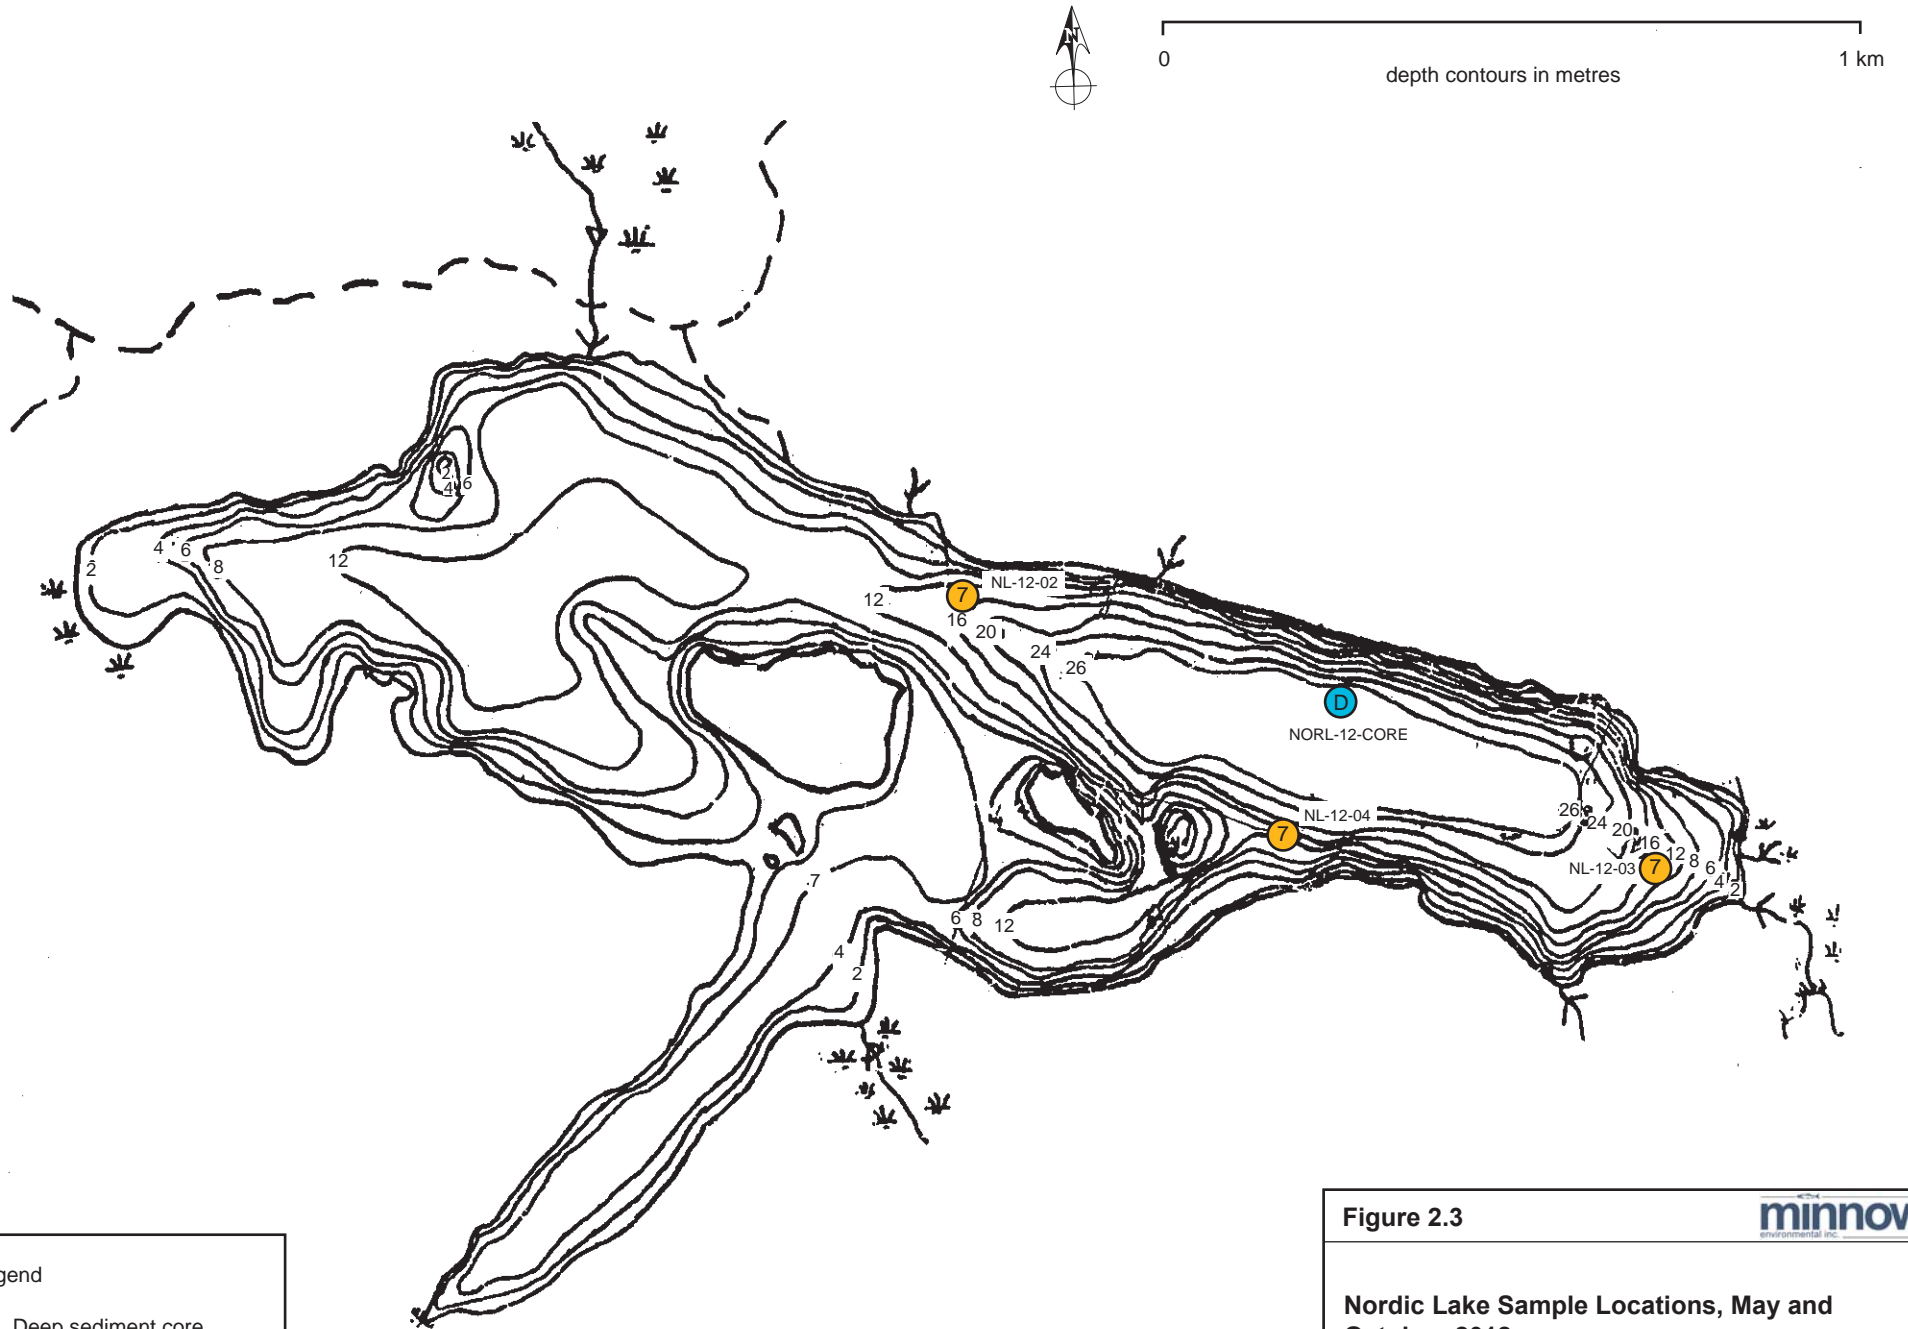 N
0
1 km
depth contours in metres
2
4
6
4
6
8
2
12
12
7
NL-12-02
16
20
24
26
D
NORL-12-CORE
NL-12-04
7
26
24
20
16
12
8
6
4
2
NL-12-03
7
7
6
8
12
4
2
Figure 2.3
minnow
environmental inc.
gend
Deep sediment core
Nordic Lake Sample Locations, May and